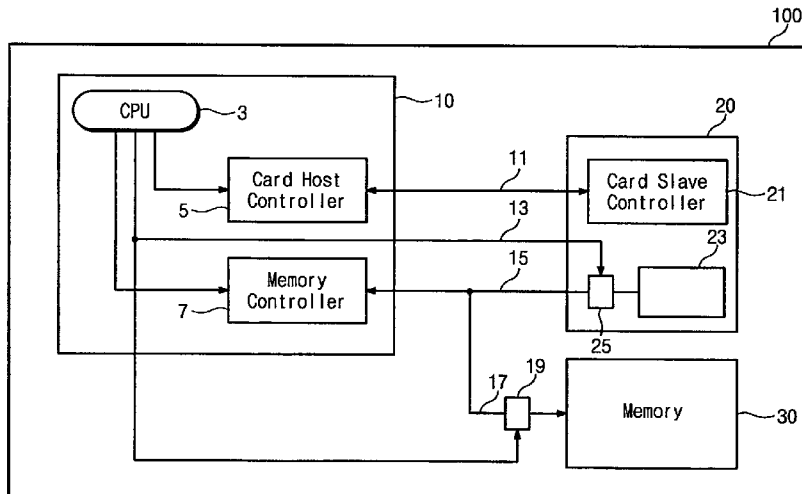 100
CPU
3
10
20
Card Host
Controller
5
11
Card Slave
Controller
21
13
23
15
Memory
Controller
7
25
19
17
Memory
30